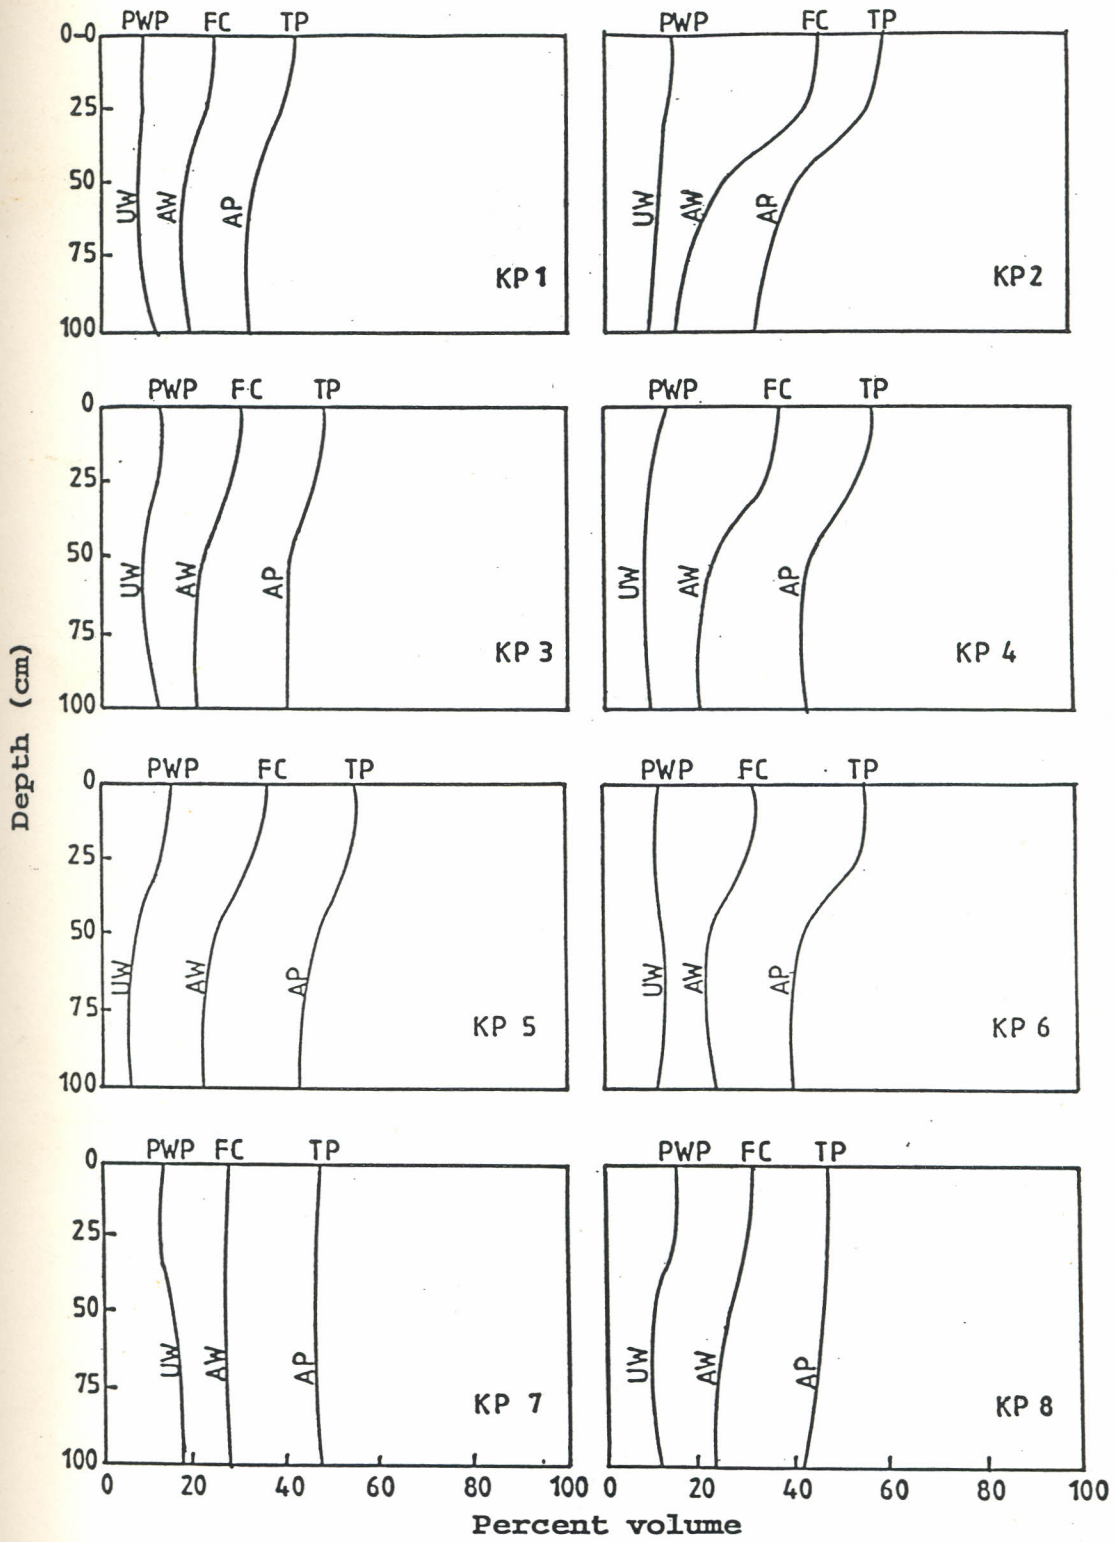 PWP FC TP PWP FC TP
0-0
25
50
75
100
UW AW AP UW AW AP
KP1 KP2
PWP FC TP PWP FC TP
0
25
50
75
100
UW AW AP UW AW AP
KP 3 KP 4
PWP FC TP PWP FC TP
0
25
50
75
100
UW AW AP UW AW AP
KP 5 KP 6
PWP FC TP PWP FC TP
0
25
50
75
100
UW AW AP UW AW AP
KP 7 KP 8
0 20 40 60 80 100 0 20 40 60 80 100
Depth (cm)
Percent volume